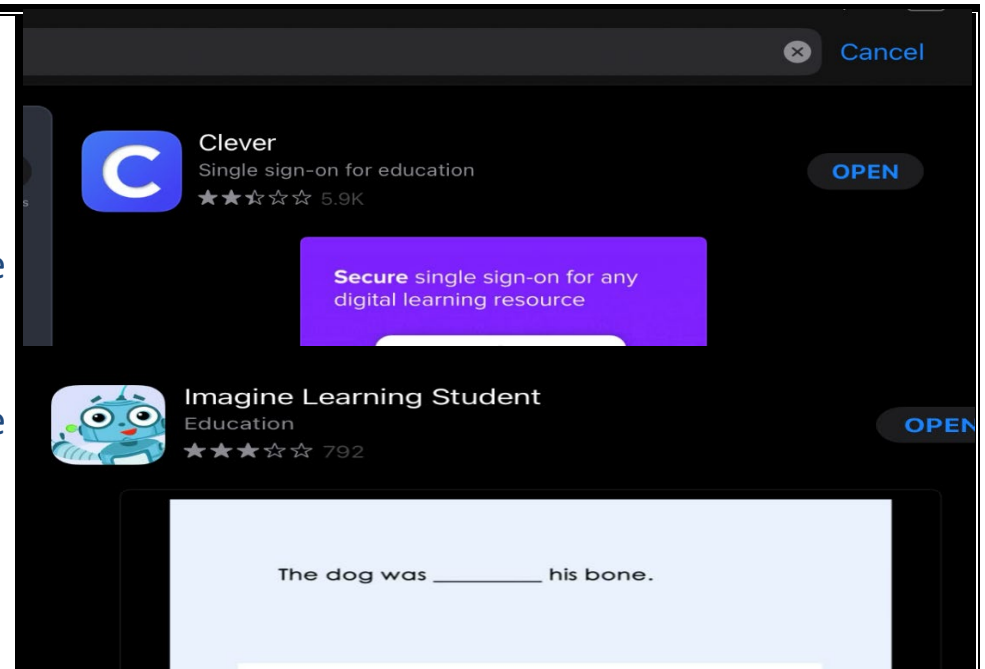 Cancel
C
Clever
Single sign-on for education
OPEN
5.9K
s
e
Secure single sign-on for any
digital learning resource
Imagine Learning Student
e
Education
OPEN
792
The dog was ________ his bone.